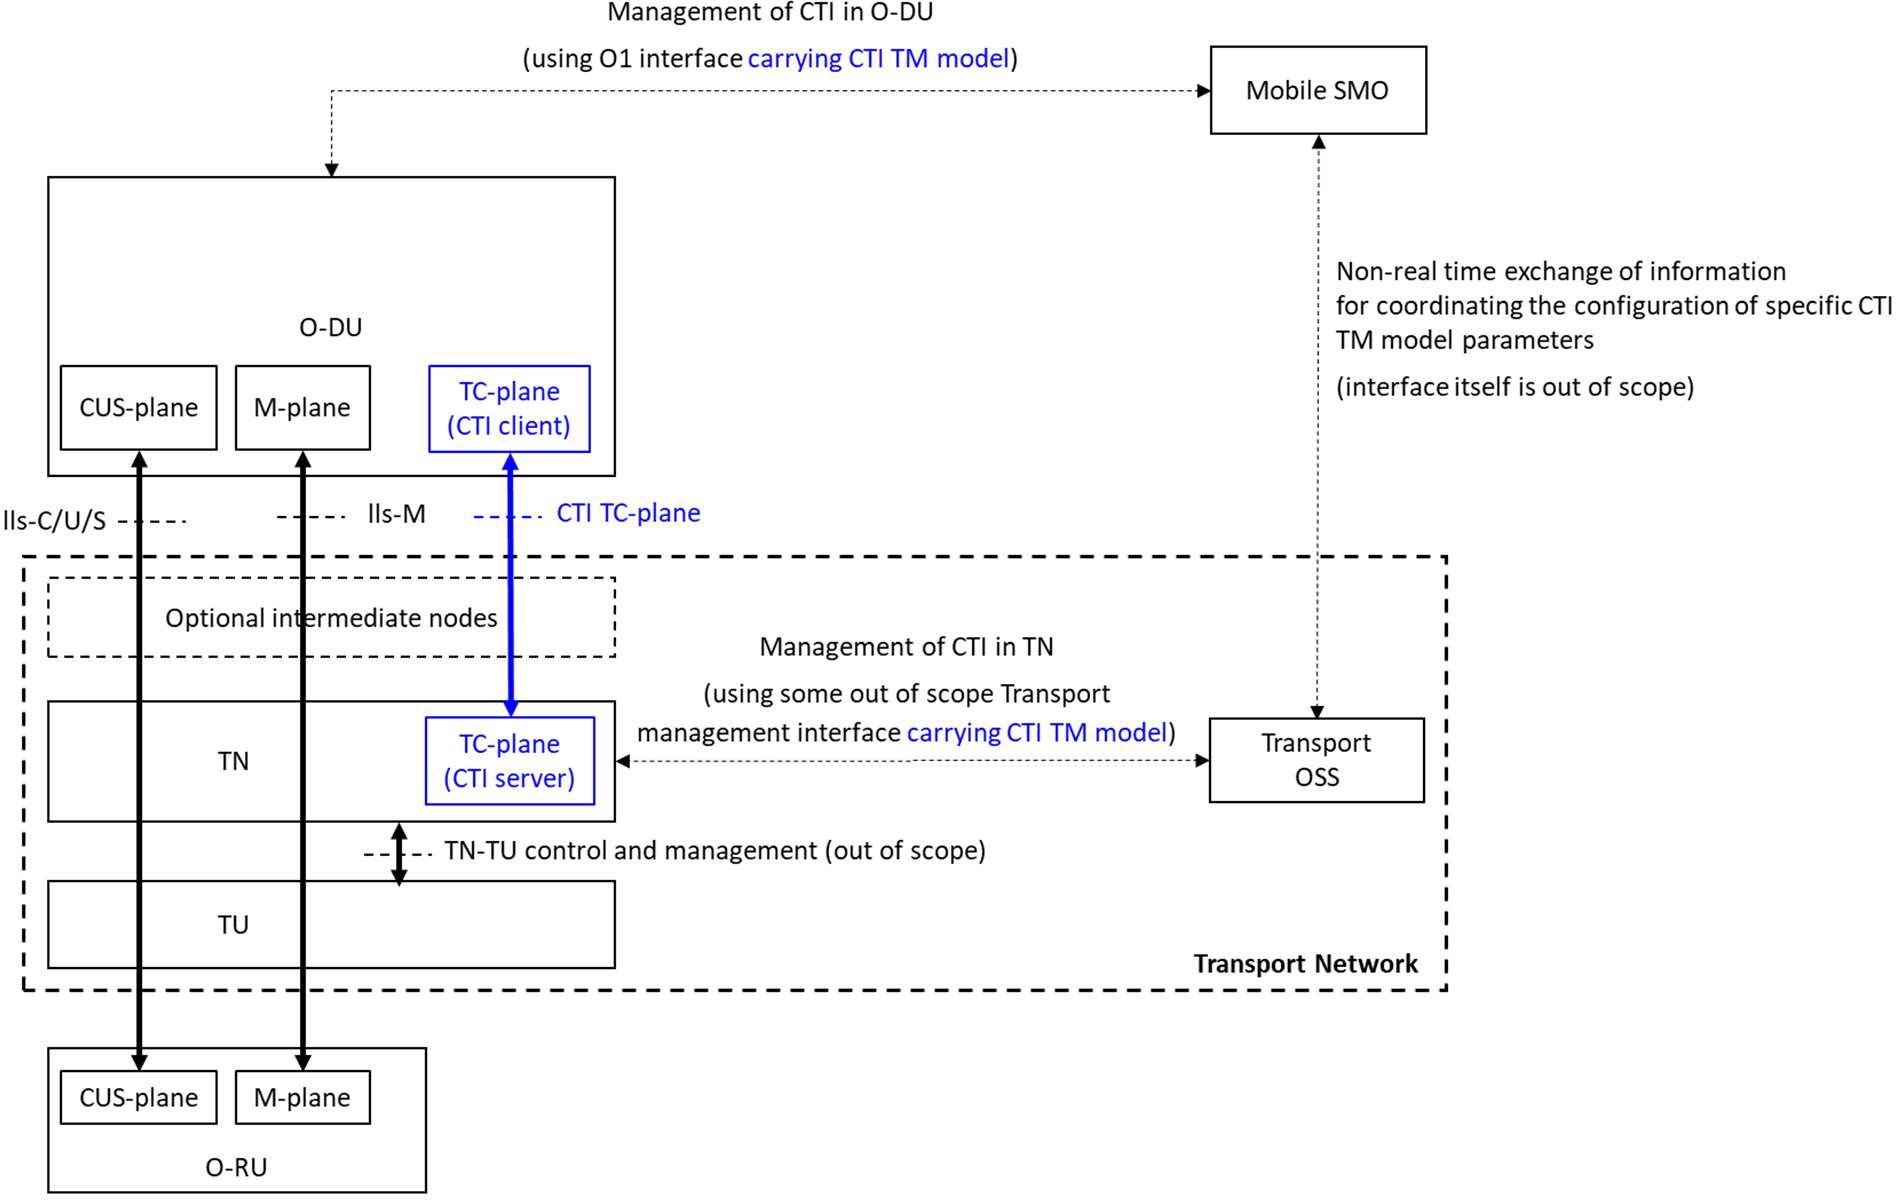 Management of CTI in O-DU
(using O1 interface carrying CTI TM model)
Mobile SMO
Non-real time exchange of information
for coordinating the configuration of specific CTI
TM model parameters
(interface itself is out of scope)
O-DU
CUS-plane
M-plane
TC-plane
(CTI client)
lls-C/U/S
lls-M
CTI TC-plane
Optional intermediate nodes
Management of CTI in TN
(using some out of scope Transport
management interface carrying CTI TM model)
TN
TC-plane
(CTI server)
Transport
OSS
TN-TU control and management (out of scope)
TU
Transport Network
CUS-plane
M-plane
O-RU